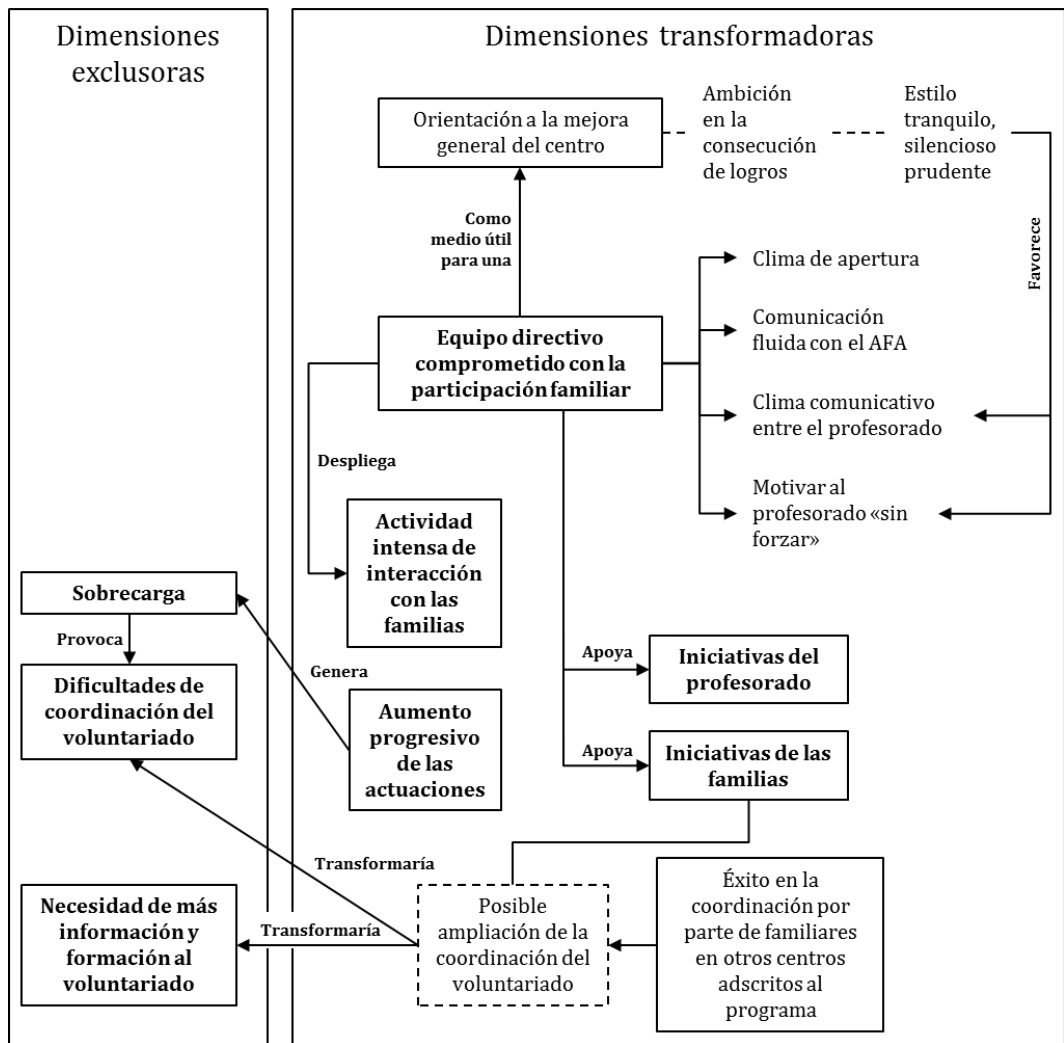 Dimensiones
exclusoras
Dimensiones transformadoras
Orientación a la mejora
general del centro
Ambición
en la
consecución
de logros
Estilo
tranquilo,
silencioso
prudente
Como
medio útil
para una
Favorece
Clima de apertura
Comunicación
fluida con el AFA
Clima comunicativo
entre el profesorado
Motivar al
profesorado «sin
forzar»
Equipo directivo
comprometido con la
participación familiar
Despliega
Actividad
intensa de
interacción
con las
familias
Sobrecarga
Provoca
Dificultades de
coordinación del
voluntariado
Genera
Aumento
progresivo
de las
actuaciones
Apoya
Iniciativas del
profesorado
Apoya
Iniciativas de las
familias
Transformaría
Necesidad de más
información y
formación al
voluntariado
Transformaría
Posible
ampliación de la
coordinación del
voluntariado
Éxito en la
coordinación por
parte de familiares
en otros centros
adscritos al
programa